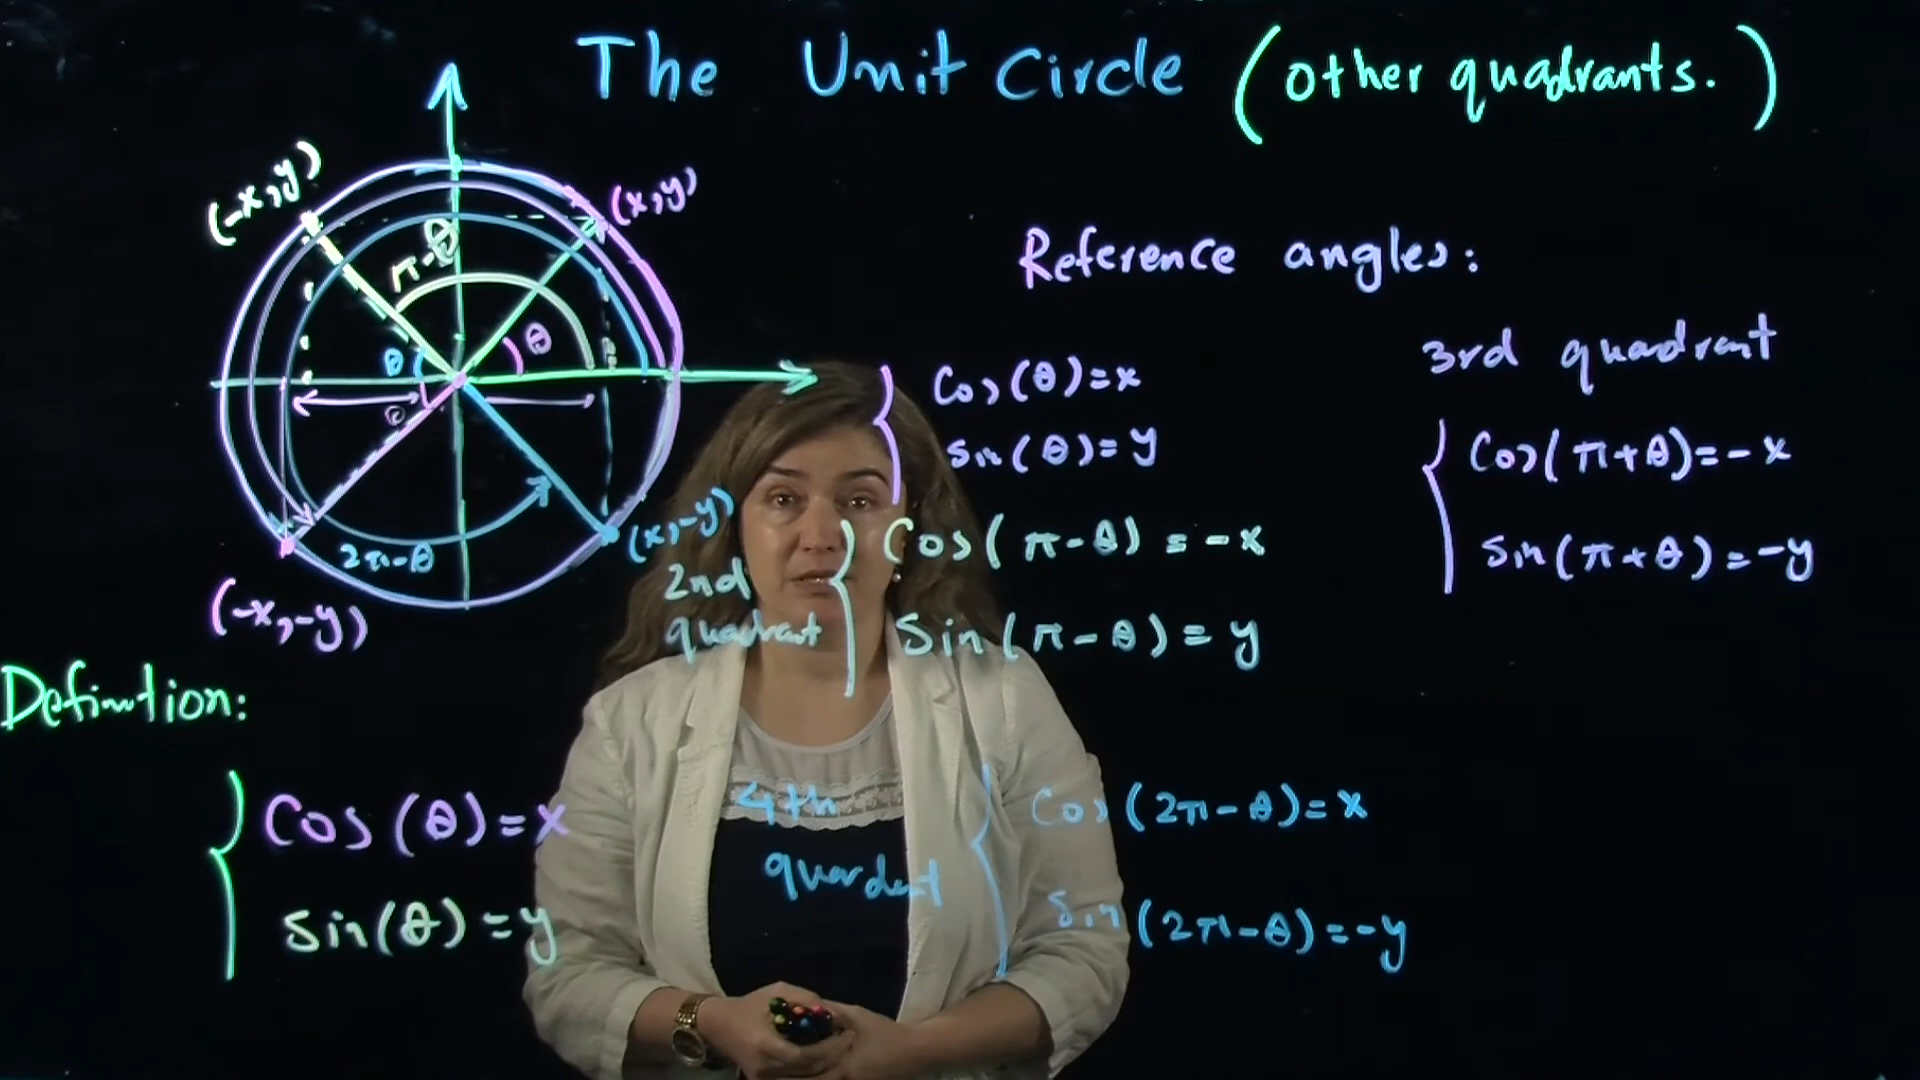 The Unit Circle (other quadrants.)
(-x,y)
(x,y)
π-θ
θ
θ
θ
2π-θ
(x,-y)
(-x,-y)
Reference angles:
Cos(θ)=x
sin(θ)=y
2nd
quadrant
Cos(π-θ)=-x
Sin(π-θ)=y
3rd quadrant
Cos(π+θ)=-x
Sin(π+θ)=-y
Definition:
Cos(θ)=x
Sin(θ)=y
4th
quardent
Cos(2π-θ)=x
Sin(2π-θ)=-y